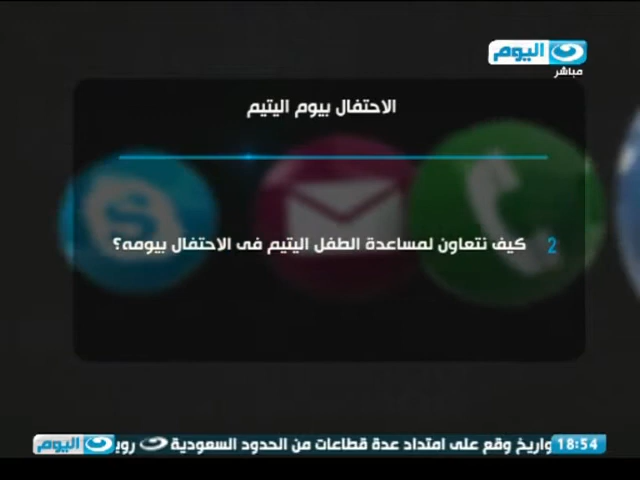 اليوم
مباشر
الاحتفال بيوم اليتيم
2 كيف نتعاون لمساعدة الطفل اليتيم فى الاحتفال بيومه؟
18:54 واريخ وقع على امتداد عدة قطاعات من الحدود السعودية روي اليوم